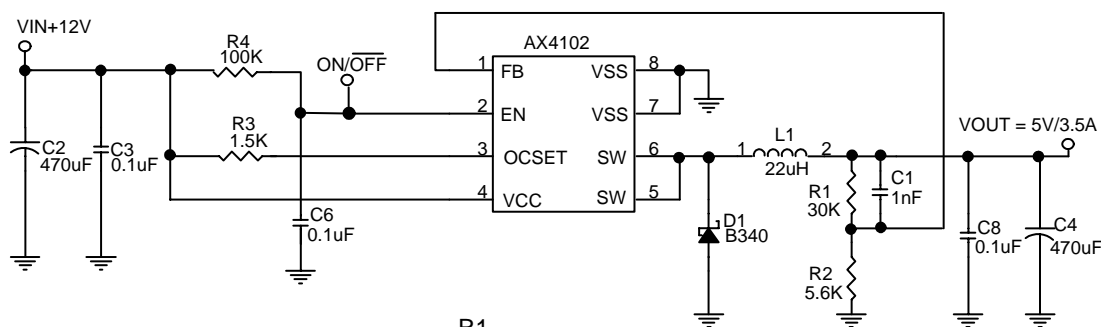 VIN+12V
R4
100K
ON/OFF
AX4102
1
FB
VSS
8
2
EN
VSS
7
R3
1.5K
3
OCSET
SW
6
4
VCC
SW
5
C2
470uF
C3
0.1uF
C6
0.1uF
1
L1
2
22uH
VOUT = 5V/3.5A
D1
B340
R1
30K
C1
1nF
R2
5.6K
C8
0.1uF
C4
470uF
R1